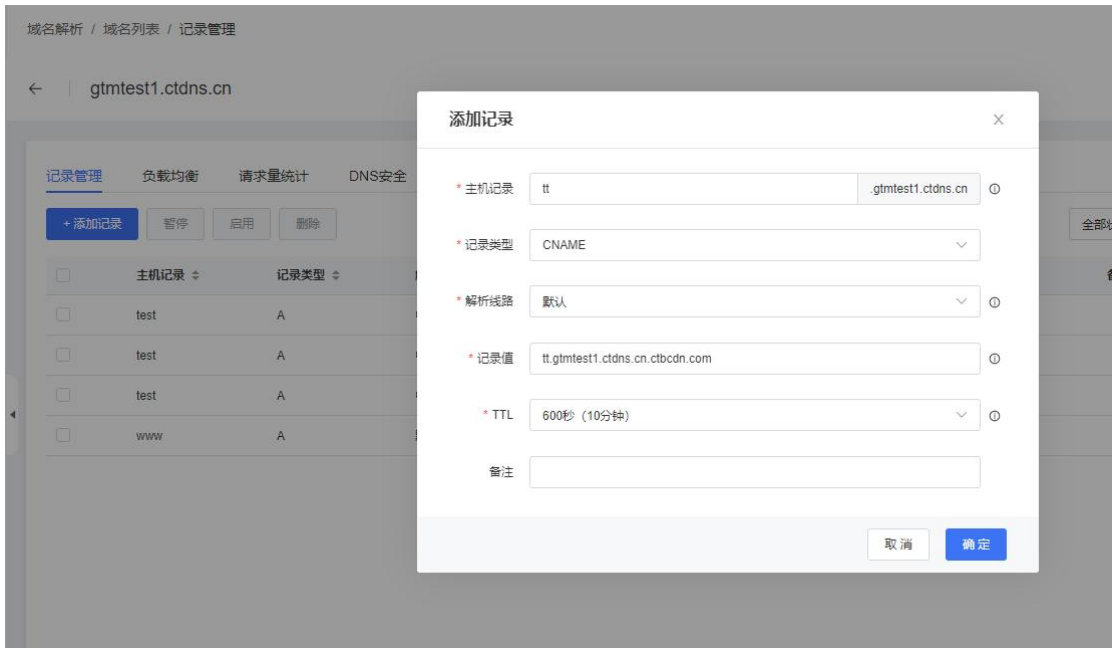 域名解析 / 域名列表 / 记录管理
← gtmtest1.ctdns.cn
记录管理 负载均衡 请求量统计 DNS安全
+ 添加记录 暂停 启用 删除
主机记录 记录类型
test A
test A
test A
www A
添加记录
* 主机记录 tt .gtmtest1.ctdns.cn
* 记录类型 CNAME
* 解析线路 默认
* 记录值 tt.gtmtest1.ctdns.cn.ctbcdn.com
* TTL 600秒（10分钟）
备注
取消 确定